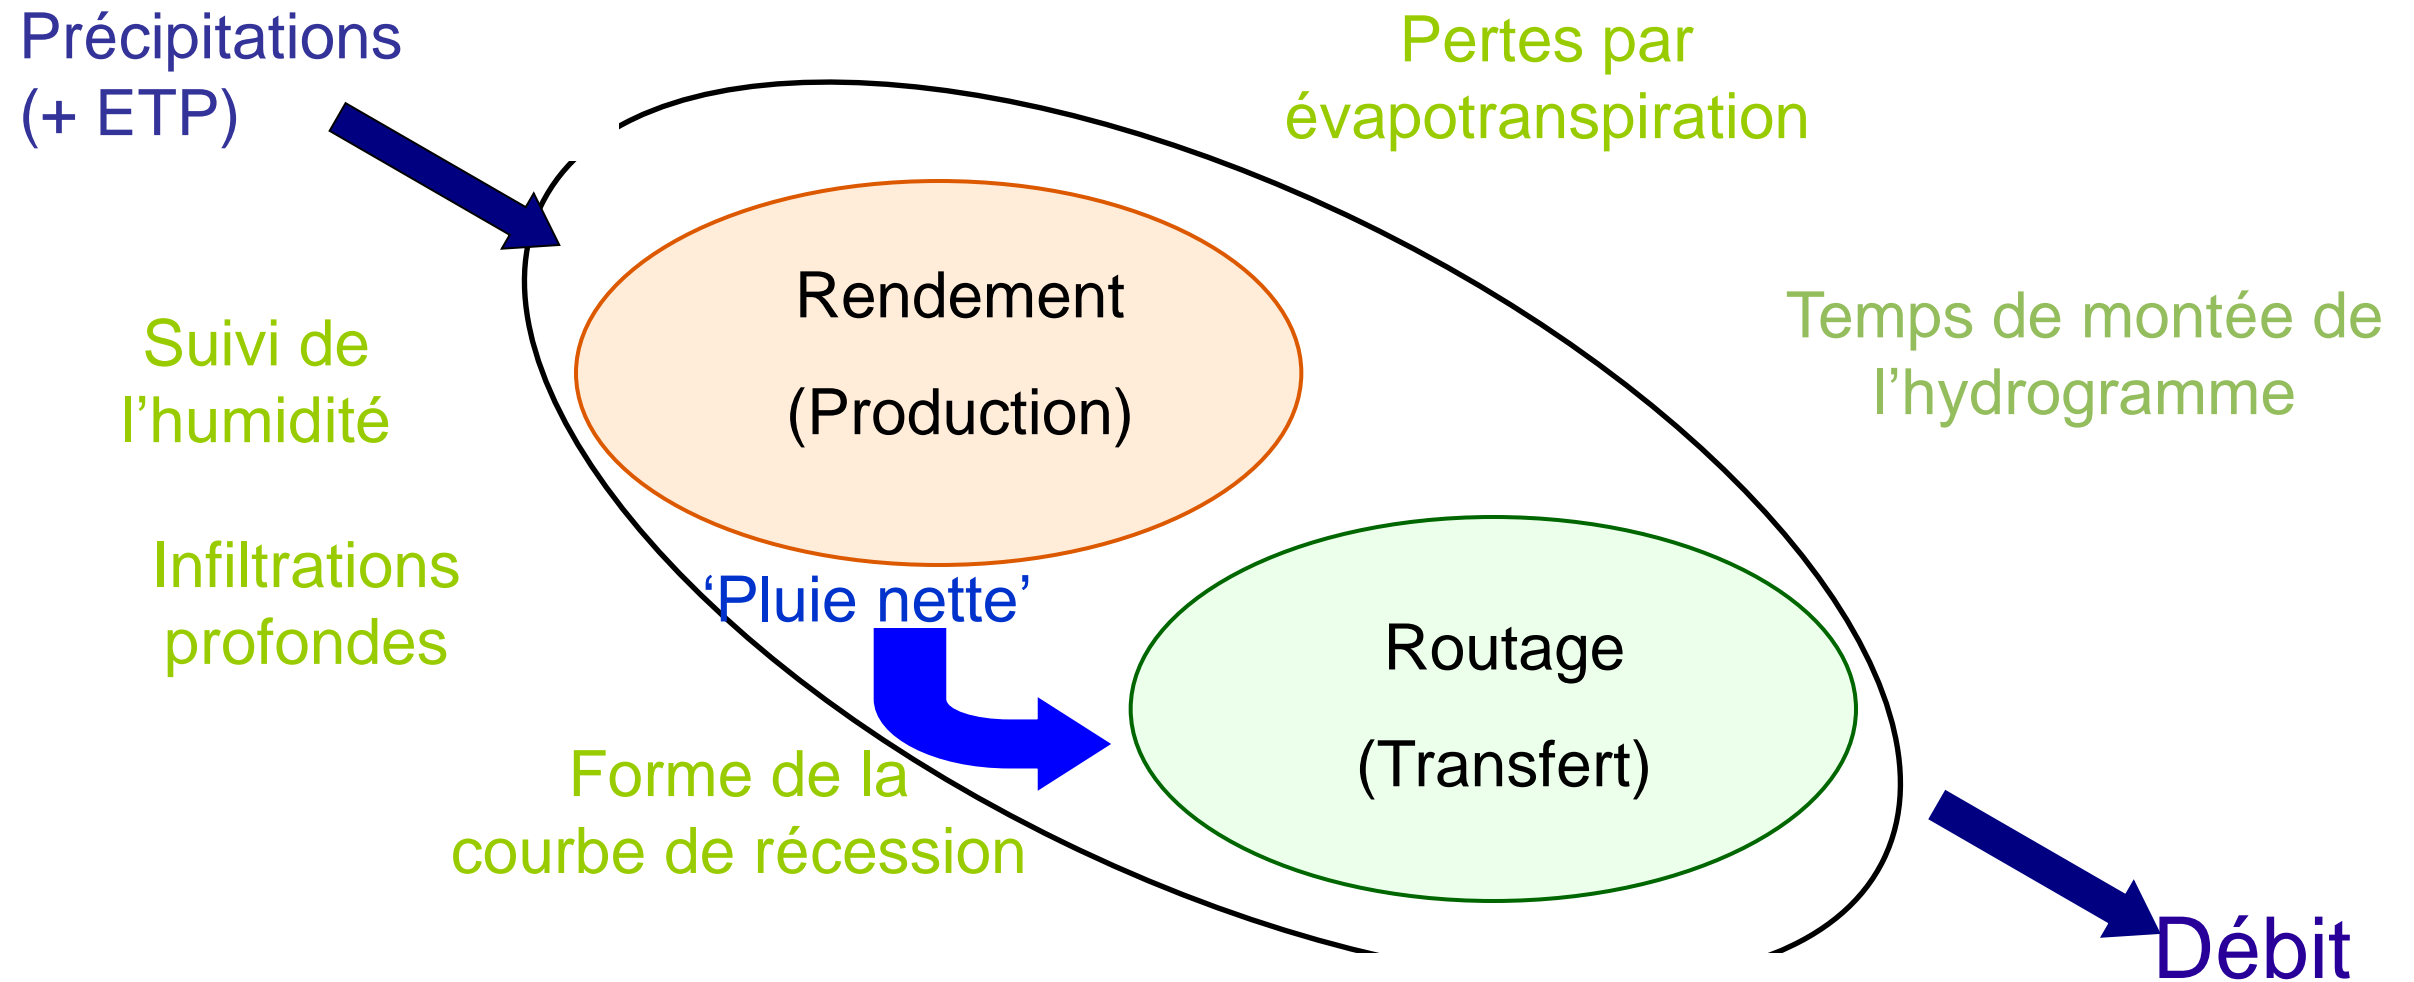 Précipitations
(+ ETP)
Pertes par
évapotranspiration
Rendement
(Production)
Suivi de
l’humidité
Temps de montée de
l’hydrogramme
Infiltrations
profondes
‘Pluie nette’
Routage
(Transfert)
Forme de la
courbe de récession
Débit